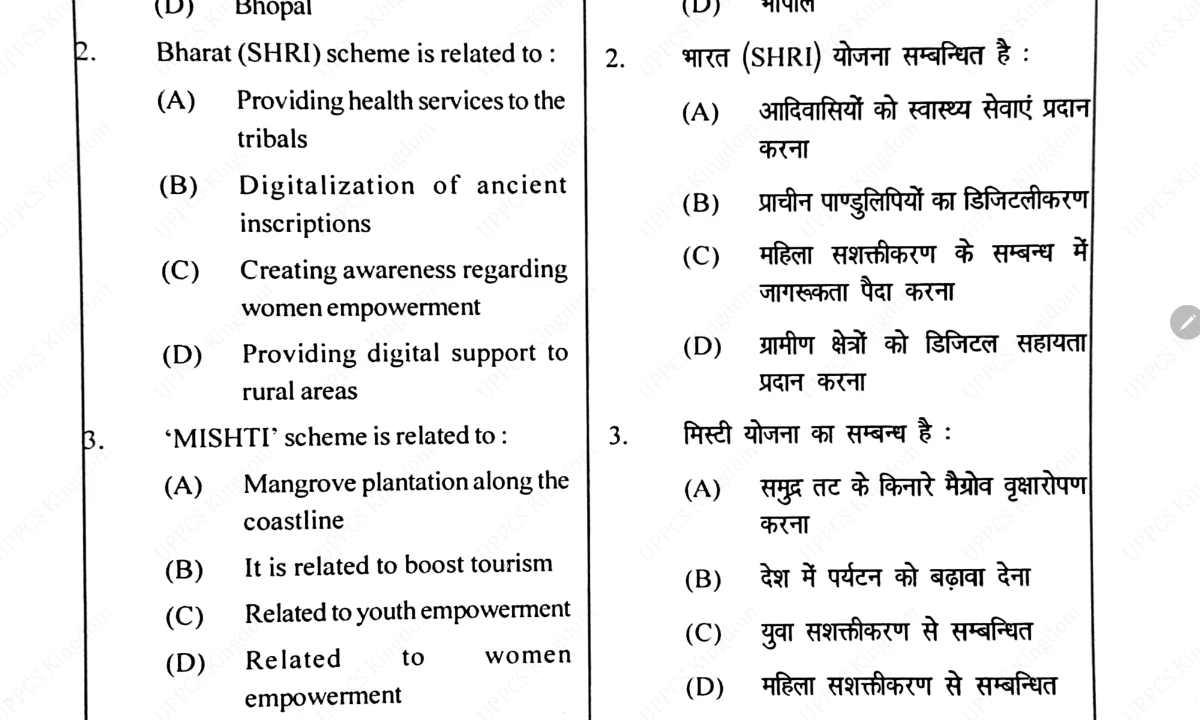 (D) Bhopal
2. Bharat (SHRI) scheme is related to :
(A) Providing health services to the
tribals
(B) Digitalization of ancient
inscriptions
(C) Creating awareness regarding
women empowerment
(D) Providing digital support to
rural areas
3. ‘MISHTI’ scheme is related to :
(A) Mangrove plantation along the
coastline
(B) It is related to boost tourism
(C) Related to youth empowerment
(D) Related to women
empowerment
(D) भोपाल
2. भारत (SHRI) योजना सम्बन्धित है :
(A) आदिवासियों को स्वास्थ्य सेवाएं प्रदान
करना
(B) प्राचीन पाण्डुलिपियों का डिजिटलीकरण
(C) महिला सशक्तीकरण के सम्बन्ध में
जागरूकता पैदा करना
(D) ग्रामीण क्षेत्रों को डिजिटल सहायता
प्रदान करना
3. मिस्टी योजना का सम्बन्ध है :
(A) समुद्र तट के किनारे मैग्रोव वृक्षारोपण
करना
(B) देश में पर्यटन को बढ़ावा देना
(C) युवा सशक्तीकरण से सम्बन्धित
(D) महिला सशक्तीकरण से सम्बन्धित
UPPCS Kingdom